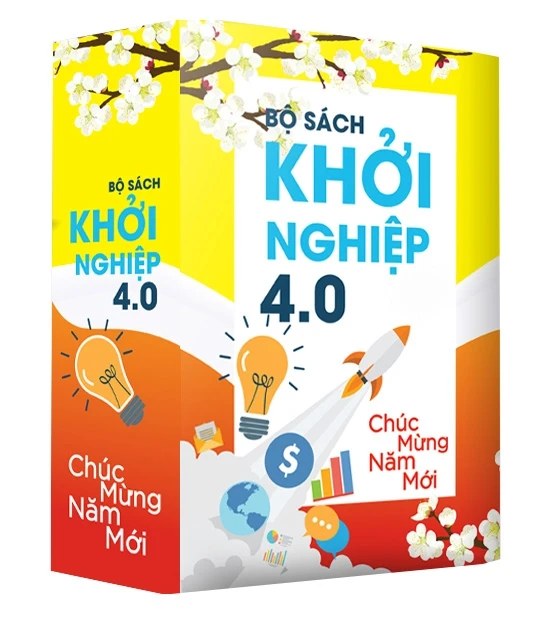 BỘ SÁCH
KHỞI
NGHIỆP
4.0
Chúc
Mừng
Năm
Mới
BỘ SÁCH
KHỞI
NGHIỆP
4.0
$
Chúc
Mừng
Năm
Mới